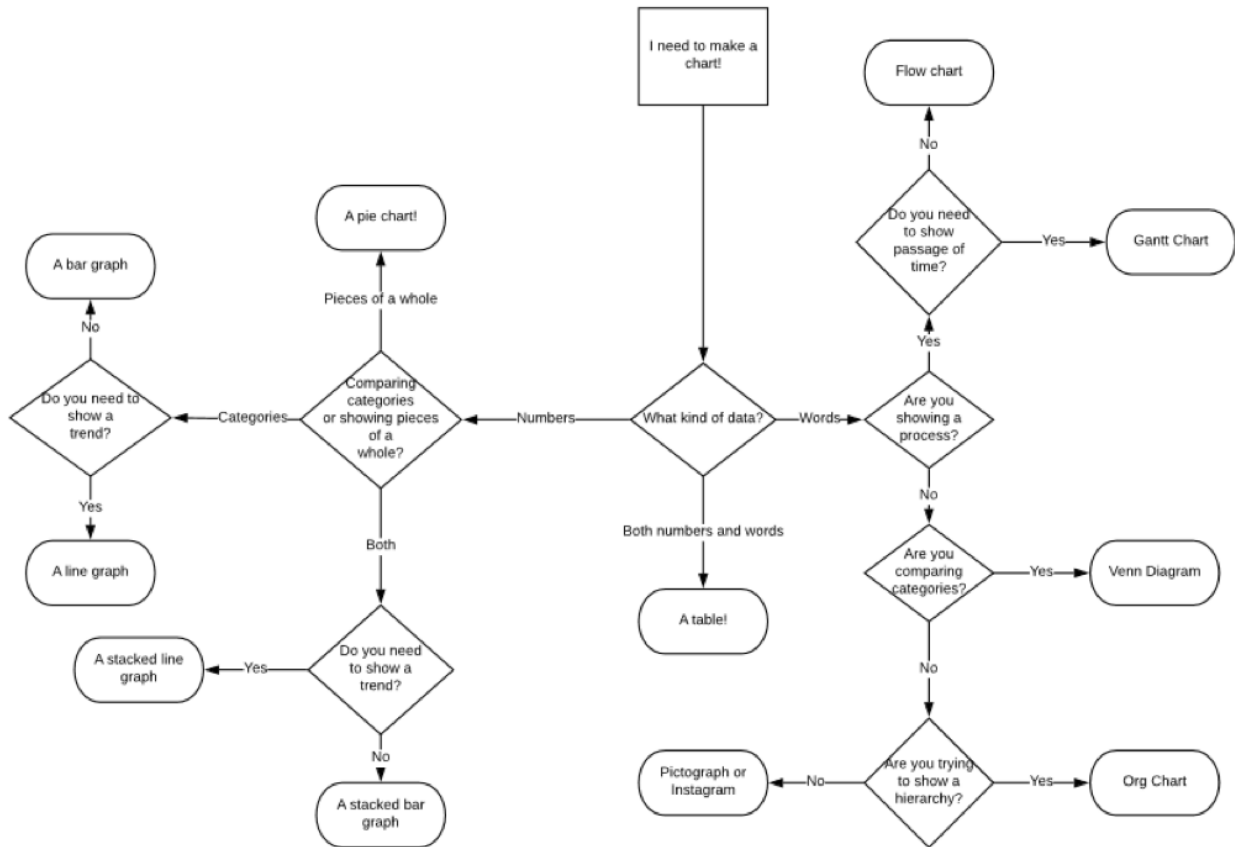 I need to make a
chart!
Flow chart
No
Do you need
to show
passage of
time?
Yes
Gantt Chart
Yes
A pie chart!
Pieces of a whole
A bar graph
No
Do you need to
show a
trend?
Categories
Comparing
categories
or showing pieces
of a
whole?
Numbers
What kind of data?
Words
Are you
showing a
process?
Yes
A line graph
Both
Both numbers and words
A table!
No
Are you
comparing
categories?
Yes
Venn Diagram
A stacked line
graph
Yes
Do you need
to show a
trend?
No
A stacked bar
graph
No
Pictograph or
Instagram
No
Are you trying
to show a
hierarchy?
Yes
Org Chart